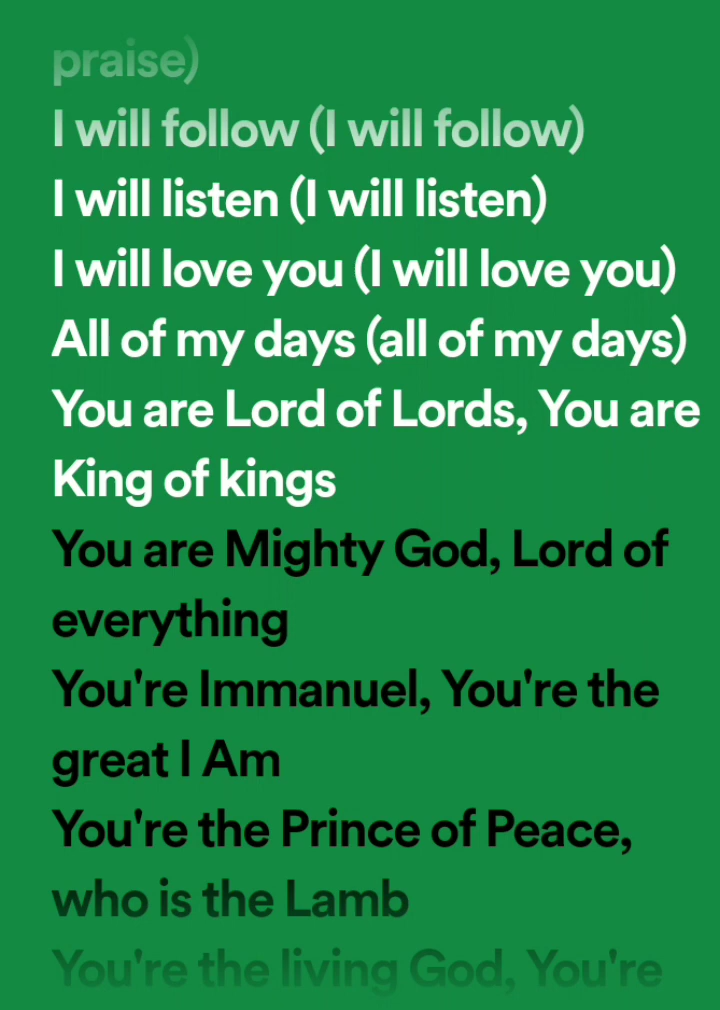 praise)
I will follow (I will follow)
I will listen (I will listen)
I will love you (I will love you)
All of my days (all of my days)
You are Lord of Lords, You are
King of kings
You are Mighty God, Lord of
everything
You're Immanuel, You're the
great I Am
You're the Prince of Peace,
who is the Lamb
You're the living God, You're